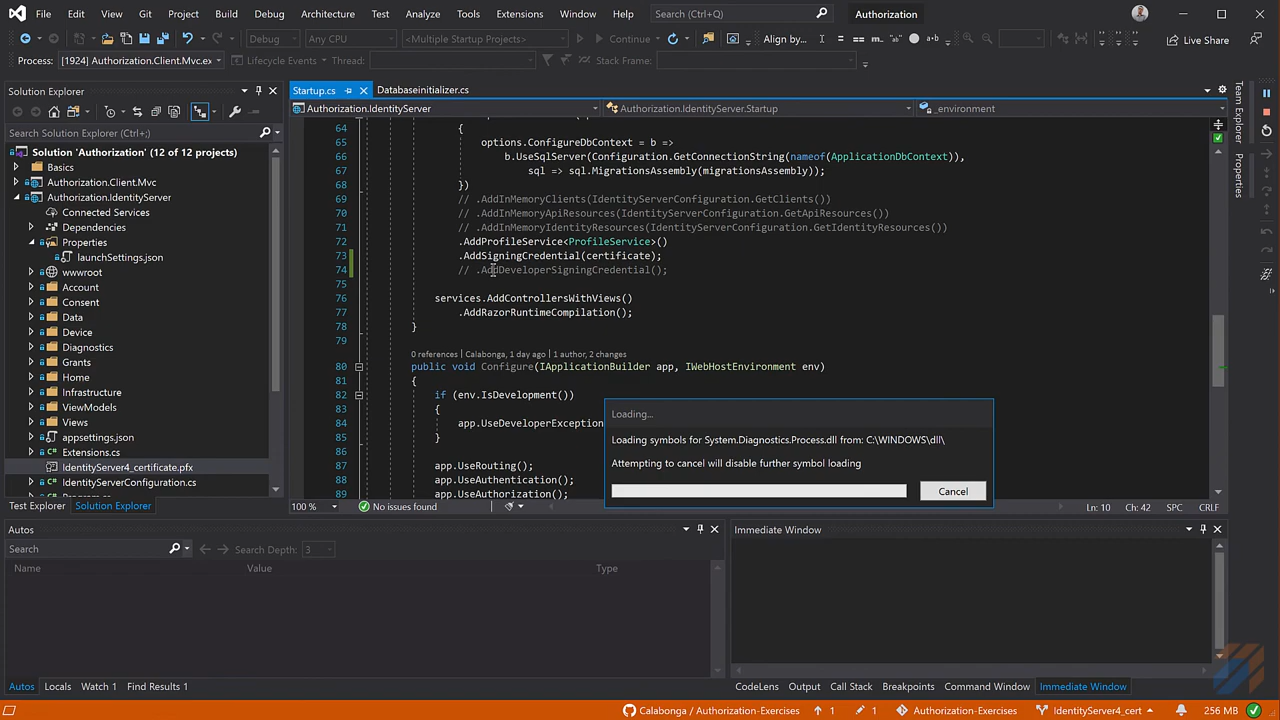 File Edit View Git Project Build Debug Architecture Test Analyze Tools Extensions Window Help Search (Ctrl+Q) Authorization
Debug Any CPU <Multiple Startup Projects> Continue Align by... Live Share
Process: [1924] Authorization.Client.Mvc.ex Lifecycle Events Thread: Stack Frame:
Solution Explorer
Search Solution Explorer (Ctrl+;)
Solution 'Authorization' (12 of 12 projects)
Basics
Authorization.Client.Mvc
Authorization.IdentityServer
Connected Services
Dependencies
Properties
launchSettings.json
wwwroot
Account
Consent
Data
Device
Diagnostics
Grants
Home
Infrastructure
ViewModels
Views
appsettings.json
Extensions.cs
IdentityServer4_certificate.pfx
IdentityServerConfiguration.cs
Test Explorer Solution Explorer
Startup.cs Databaseinitializer.cs
Authorization.IdentityServer Authorization.IdentityServer.Startup _environment
64 {
65 options.ConfigureDbContext = b =>
66 b.UseSqlServer(Configuration.GetConnectionString(nameof(ApplicationDbContext)),
67 sql => sql.MigrationsAssembly(migrationsAssembly));
68 })
69 // .AddInMemoryClients(IdentityServerConfiguration.GetClients())
70 // .AddInMemoryApiResources(IdentityServerConfiguration.GetApiResources())
71 // .AddInMemoryIdentityResources(IdentityServerConfiguration.GetIdentityResources())
72 .AddProfileService<ProfileService>()
73 .AddSigningCredential(certificate);
74 // .AddDeveloperSigningCredential();
75
76 services.AddControllersWithViews()
77 .AddRazorRuntimeCompilation();
78 }
79
0 references | Calabonga, 1 day ago | 1 author, 2 changes
80 public void Configure(IApplicationBuilder app, IWebHostEnvironment env)
81 {
82 if (env.IsDevelopment())
83 {
84 app.UseDeveloperException
85 }
86
87 app.UseRouting();
88 app.UseAuthentication();
89 app.UseAuthorization();
100 % No issues found Ln: 10 Ch: 42 SPC CRLF
Loading...
Loading symbols for System.Diagnostics.Process.dll from: C:\WINDOWS\dll\
Attempting to cancel will disable further symbol loading
Cancel
Team Explorer
Properties
Autos
Search Search Depth: 3
Name Value Type
Autos Locals Watch 1 Find Results 1
Immediate Window
CodeLens Output Call Stack Breakpoints Command Window Immediate Window
Calabonga / Authorization-Exercises 1 1 Authorization-Exercises IdentityServer4_cert 256 MB